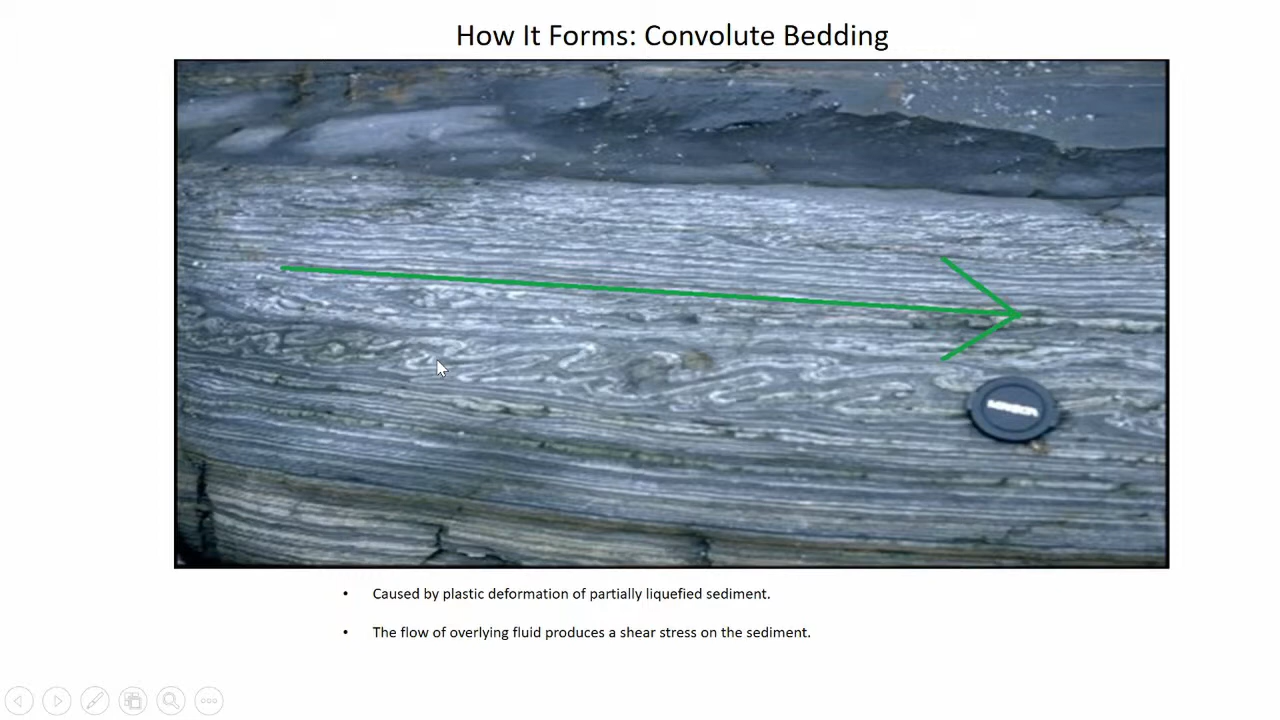 How It Forms: Convolute Bedding
MINOLTA
• Caused by plastic deformation of partially liquefied sediment.
• The flow of overlying fluid produces a shear stress on the sediment.